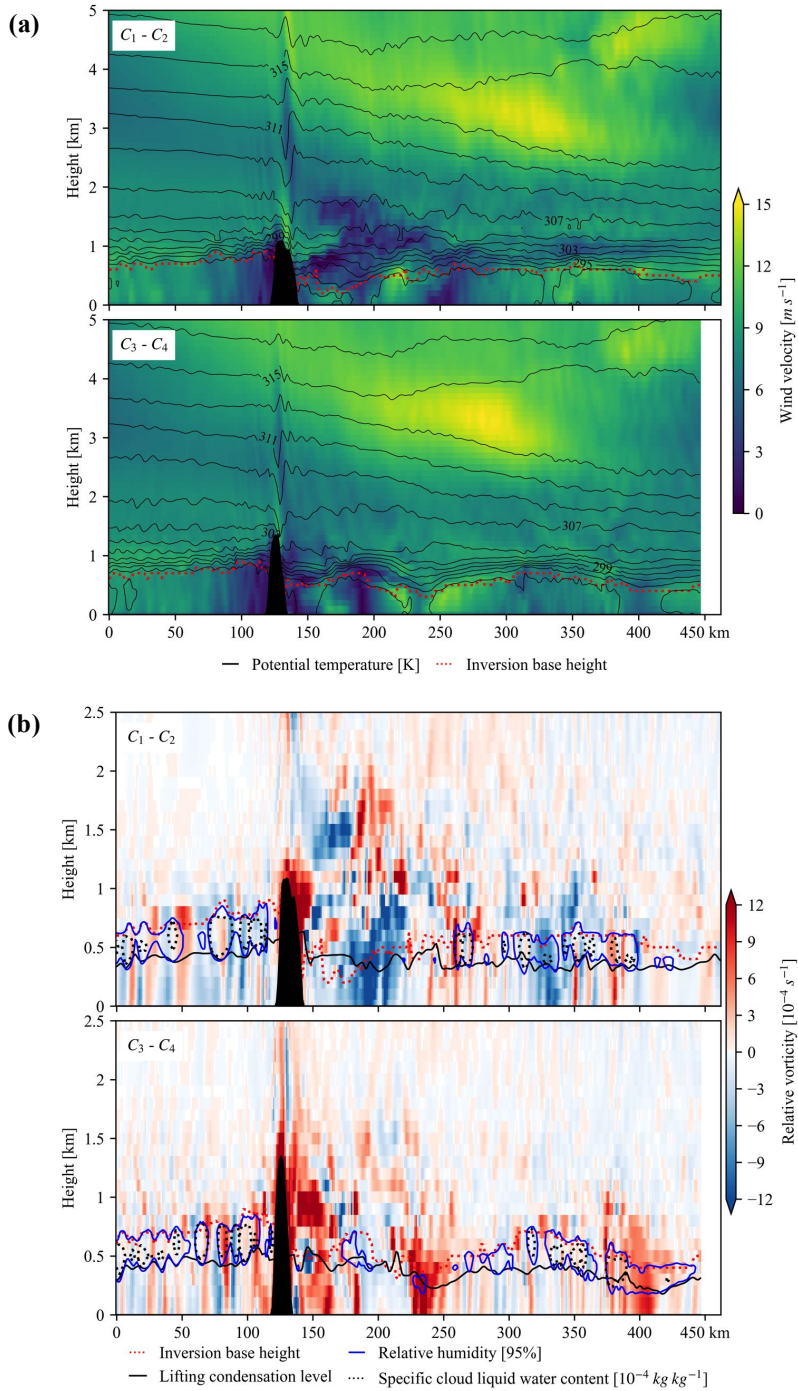 (a)
C₁ - C₂
Height [km]
5
4
3
2
1
0
315
311
307
303
299
295
C₃ - C₄
Height [km]
5
4
3
2
1
0
315
311
307
299
0 50 100 150 200 250 300 350 400 450 km
Wind velocity [m s⁻¹]
15
12
9
6
3
0
Potential temperature [K] Inversion base height
(b)
C₁ - C₂
Height [km]
2.5
2
1.5
1
0.5
0
C₃ - C₄
Height [km]
2.5
2
1.5
1
0.5
0
0 50 100 150 200 250 300 350 400 450 km
Relative vorticity [10⁻⁴ s⁻¹]
12
9
6
3
0
−3
−6
−9
−12
Inversion base height Relative humidity [95%]
Lifting condensation level Specific cloud liquid water content [10⁻⁴ kg kg⁻¹]